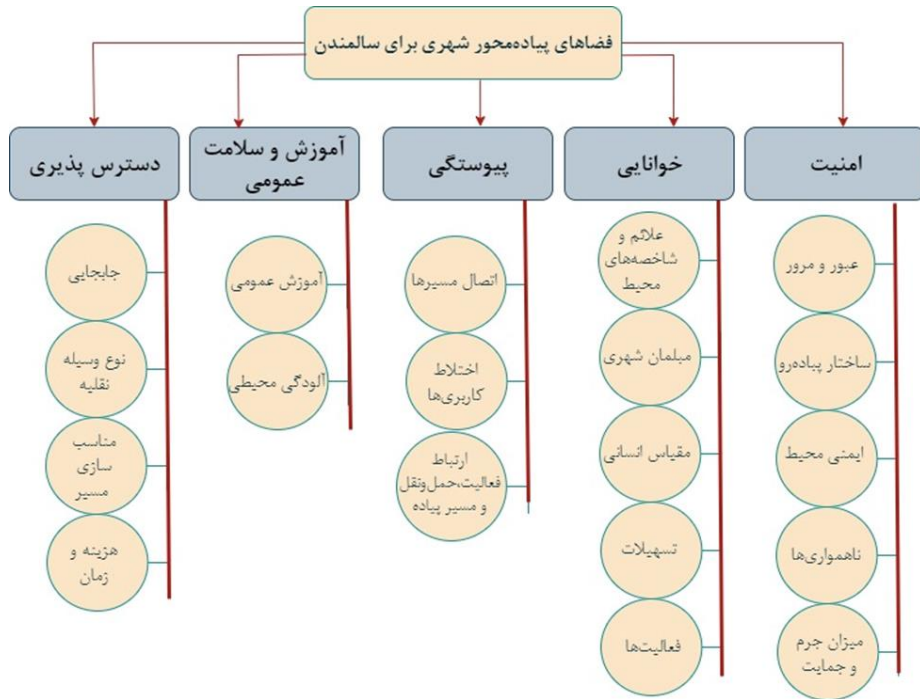 فضاهای پیاده‌محور شهری برای سالمندن
امنیت
عبور و مرور
ساختار پیاده‌رو
ایمنی محیط
ناهمواری‌ها
میزان جرم
و جمایت
خوانایی
علائم و
شاخصه‌های
محیط
مبلمان شهری
مقیاس انسانی
تسهیلات
فعالیت‌ها
پیوستگی
اتصال مسیرها
اختلاط
کاربری‌ها
ارتباط
فعالیت،حمل‌ونقل
و مسیر پیاده
آموزش و سلامت
عمومی
آموزش عمومی
آلودگی محیطی
دسترس پذیری
جابجایی
نوع وسیله
نقلیه
مناسب
سازی
مسیر
هزینه و
زمان